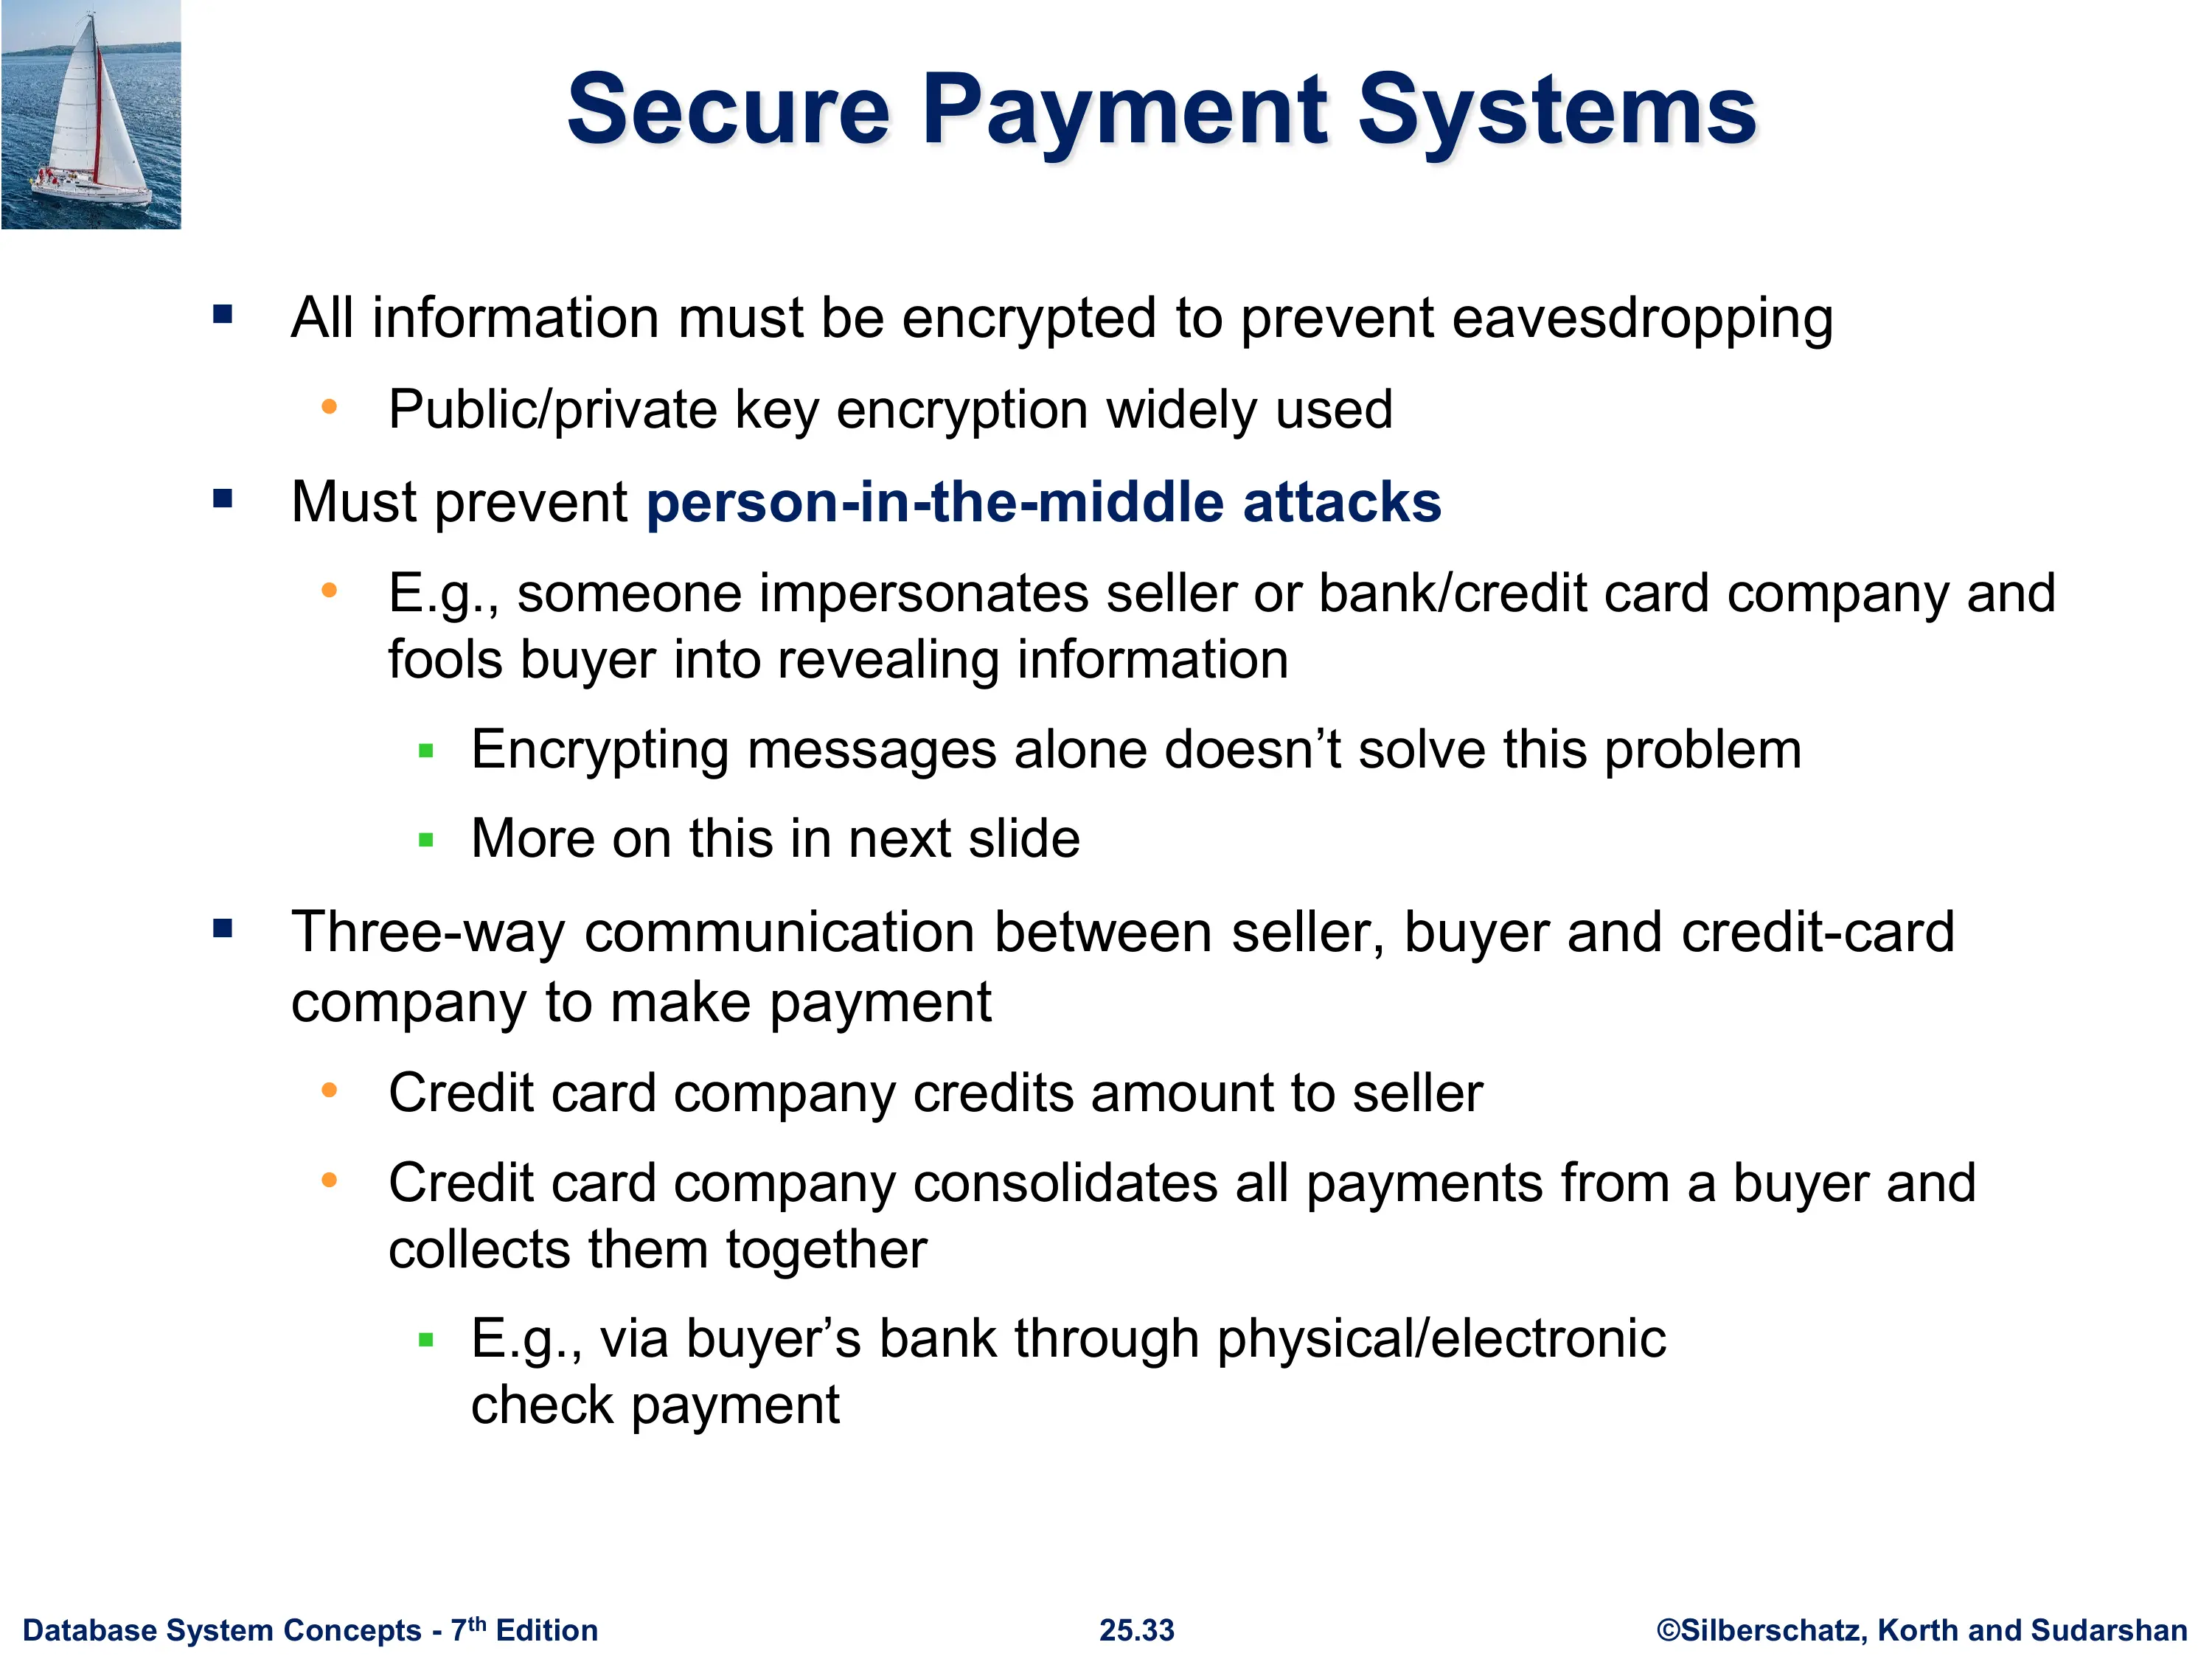 Secure Payment Systems
All information must be encrypted to prevent eavesdropping
Public/private key encryption widely used
Must prevent person-in-the-middle attacks
E.g., someone impersonates seller or bank/credit card company and
fools buyer into revealing information
Encrypting messages alone doesn’t solve this problem
More on this in next slide
Three-way communication between seller, buyer and credit-card
company to make payment
Credit card company credits amount to seller
Credit card company consolidates all payments from a buyer and
collects them together
E.g., via buyer’s bank through physical/electronic
check payment
Database System Concepts - 7th Edition
25.33
©Silberschatz, Korth and Sudarshan